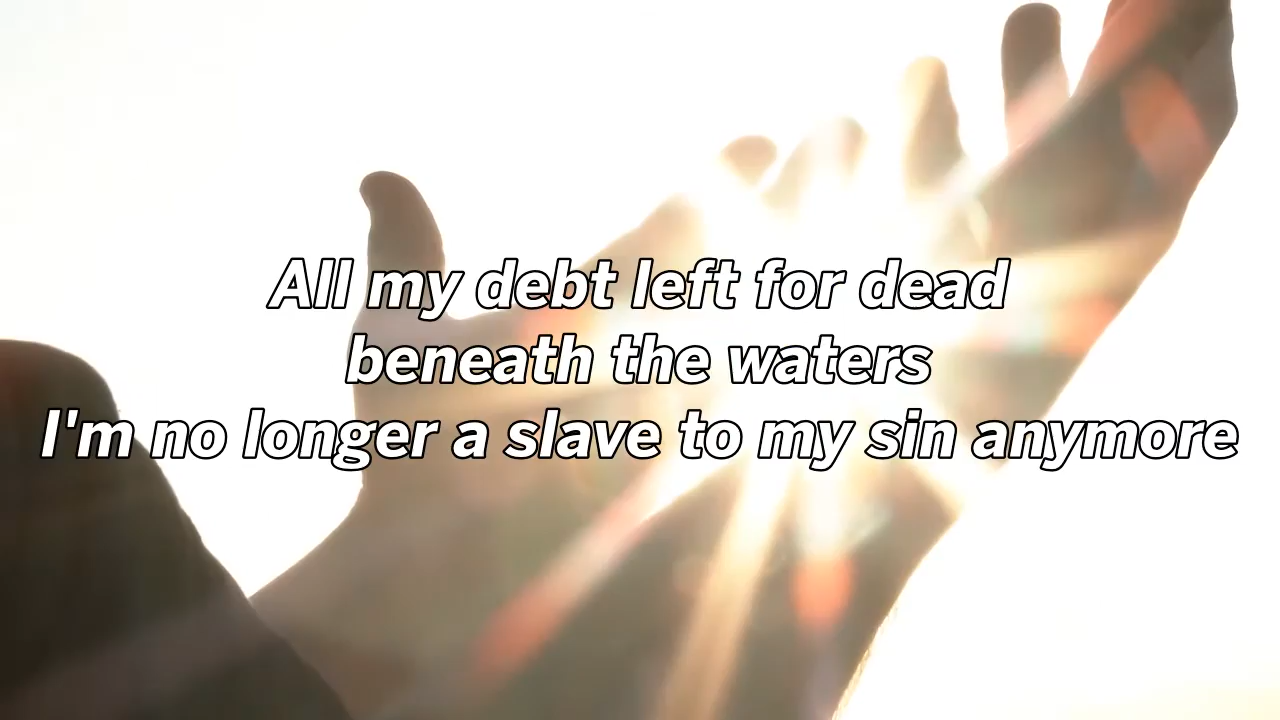 All my debt left for dead
beneath the waters
I'm no longer a slave to my sin anymore